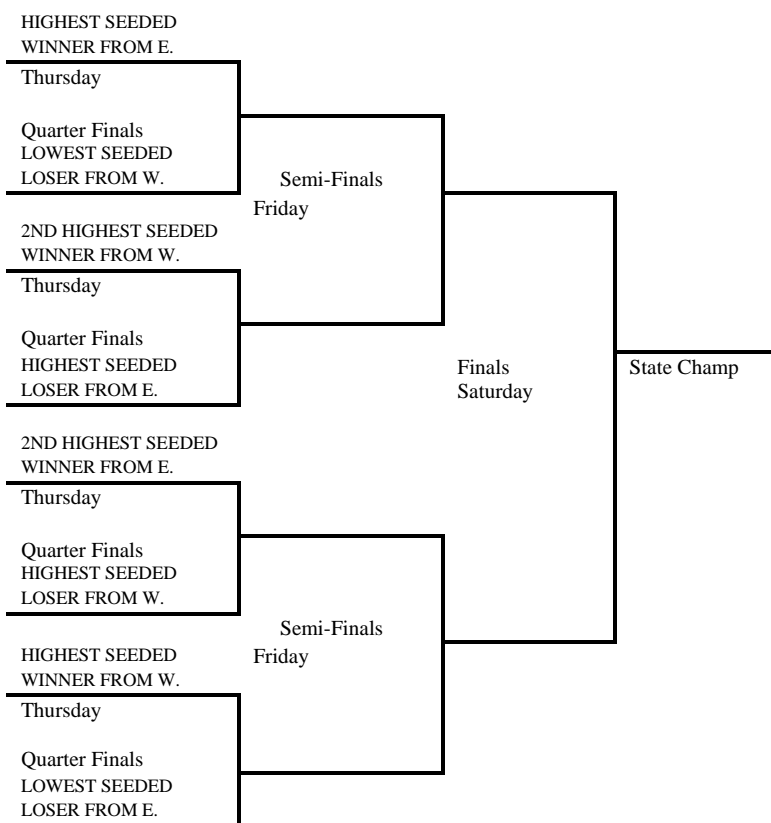 HIGHEST SEEDED
WINNER FROM E.
Thursday
Quarter Finals
LOWEST SEEDED
LOSER FROM W.
Semi-Finals
Friday
2ND HIGHEST SEEDED
WINNER FROM W.
Thursday
Quarter Finals
HIGHEST SEEDED
LOSER FROM E.
Finals
Saturday
State Champ
2ND HIGHEST SEEDED
WINNER FROM E.
Thursday
Quarter Finals
HIGHEST SEEDED
LOSER FROM W.
Semi-Finals
Friday
HIGHEST SEEDED
WINNER FROM W.
Thursday
Quarter Finals
LOWEST SEEDED
LOSER FROM E.